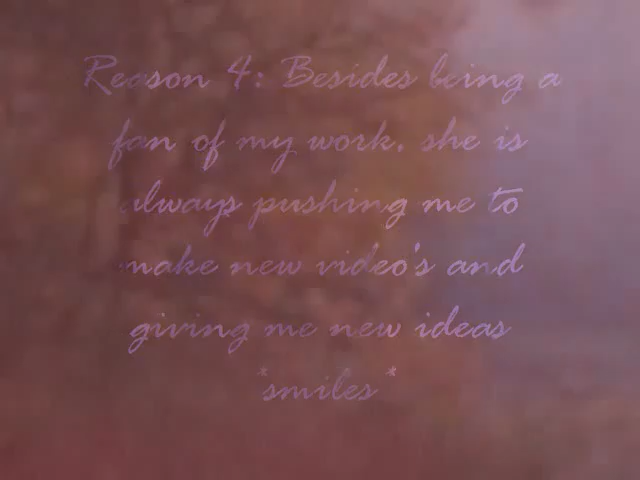 Reason 4: Besides being a
fan of my work, she is
always pushing me to
make new video's and
giving me new ideas
*smiles*